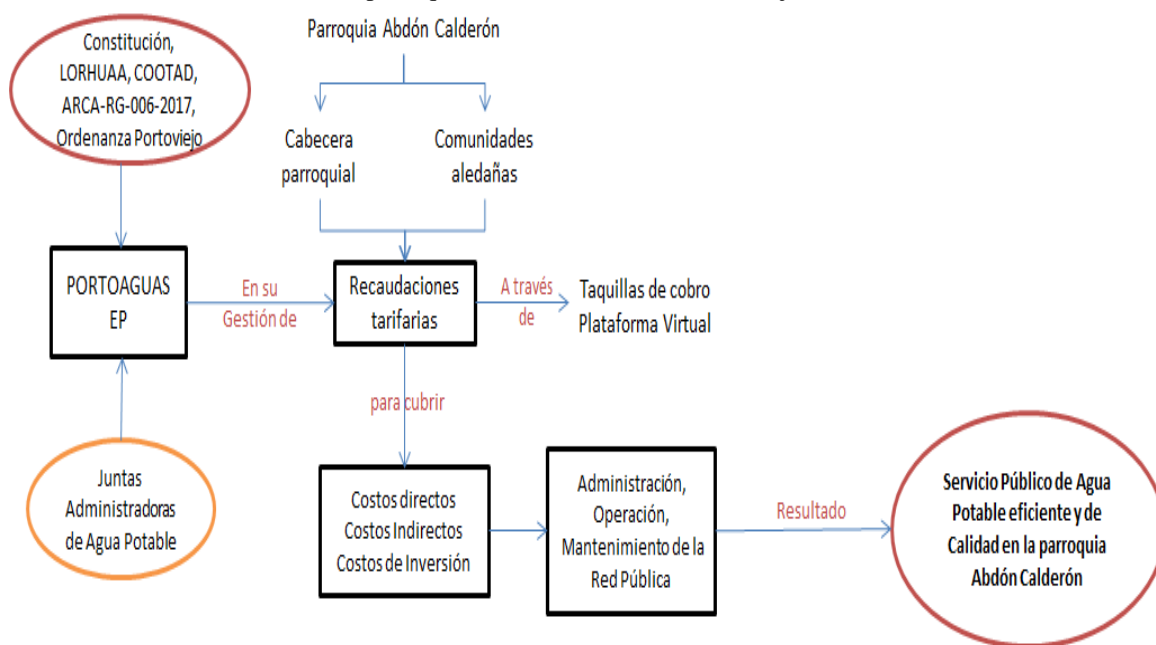 Parroquia Abdón Calderón
Constitución,
LORHUAA, COOTAD,
ARCA-RG-006-2017,
Ordenanza Portoviejo
Cabecera
parroquial
Comunidades
aledañas
PORTOAGUAS
EP
En su
Gestión de
Recaudaciones
tarifarias
A través
de
Taquillas de cobro
Plataforma Virtual
para cubrir
Juntas
Administradoras
de Agua Potable
Costos directos
Costos Indirectos
Costos de Inversión
Administración,
Operación,
Mantenimiento de la
Red Pública
Resultado
Servicio Público de Agua
Potable eficiente y de
Calidad en la parroquia
Abdón Calderón